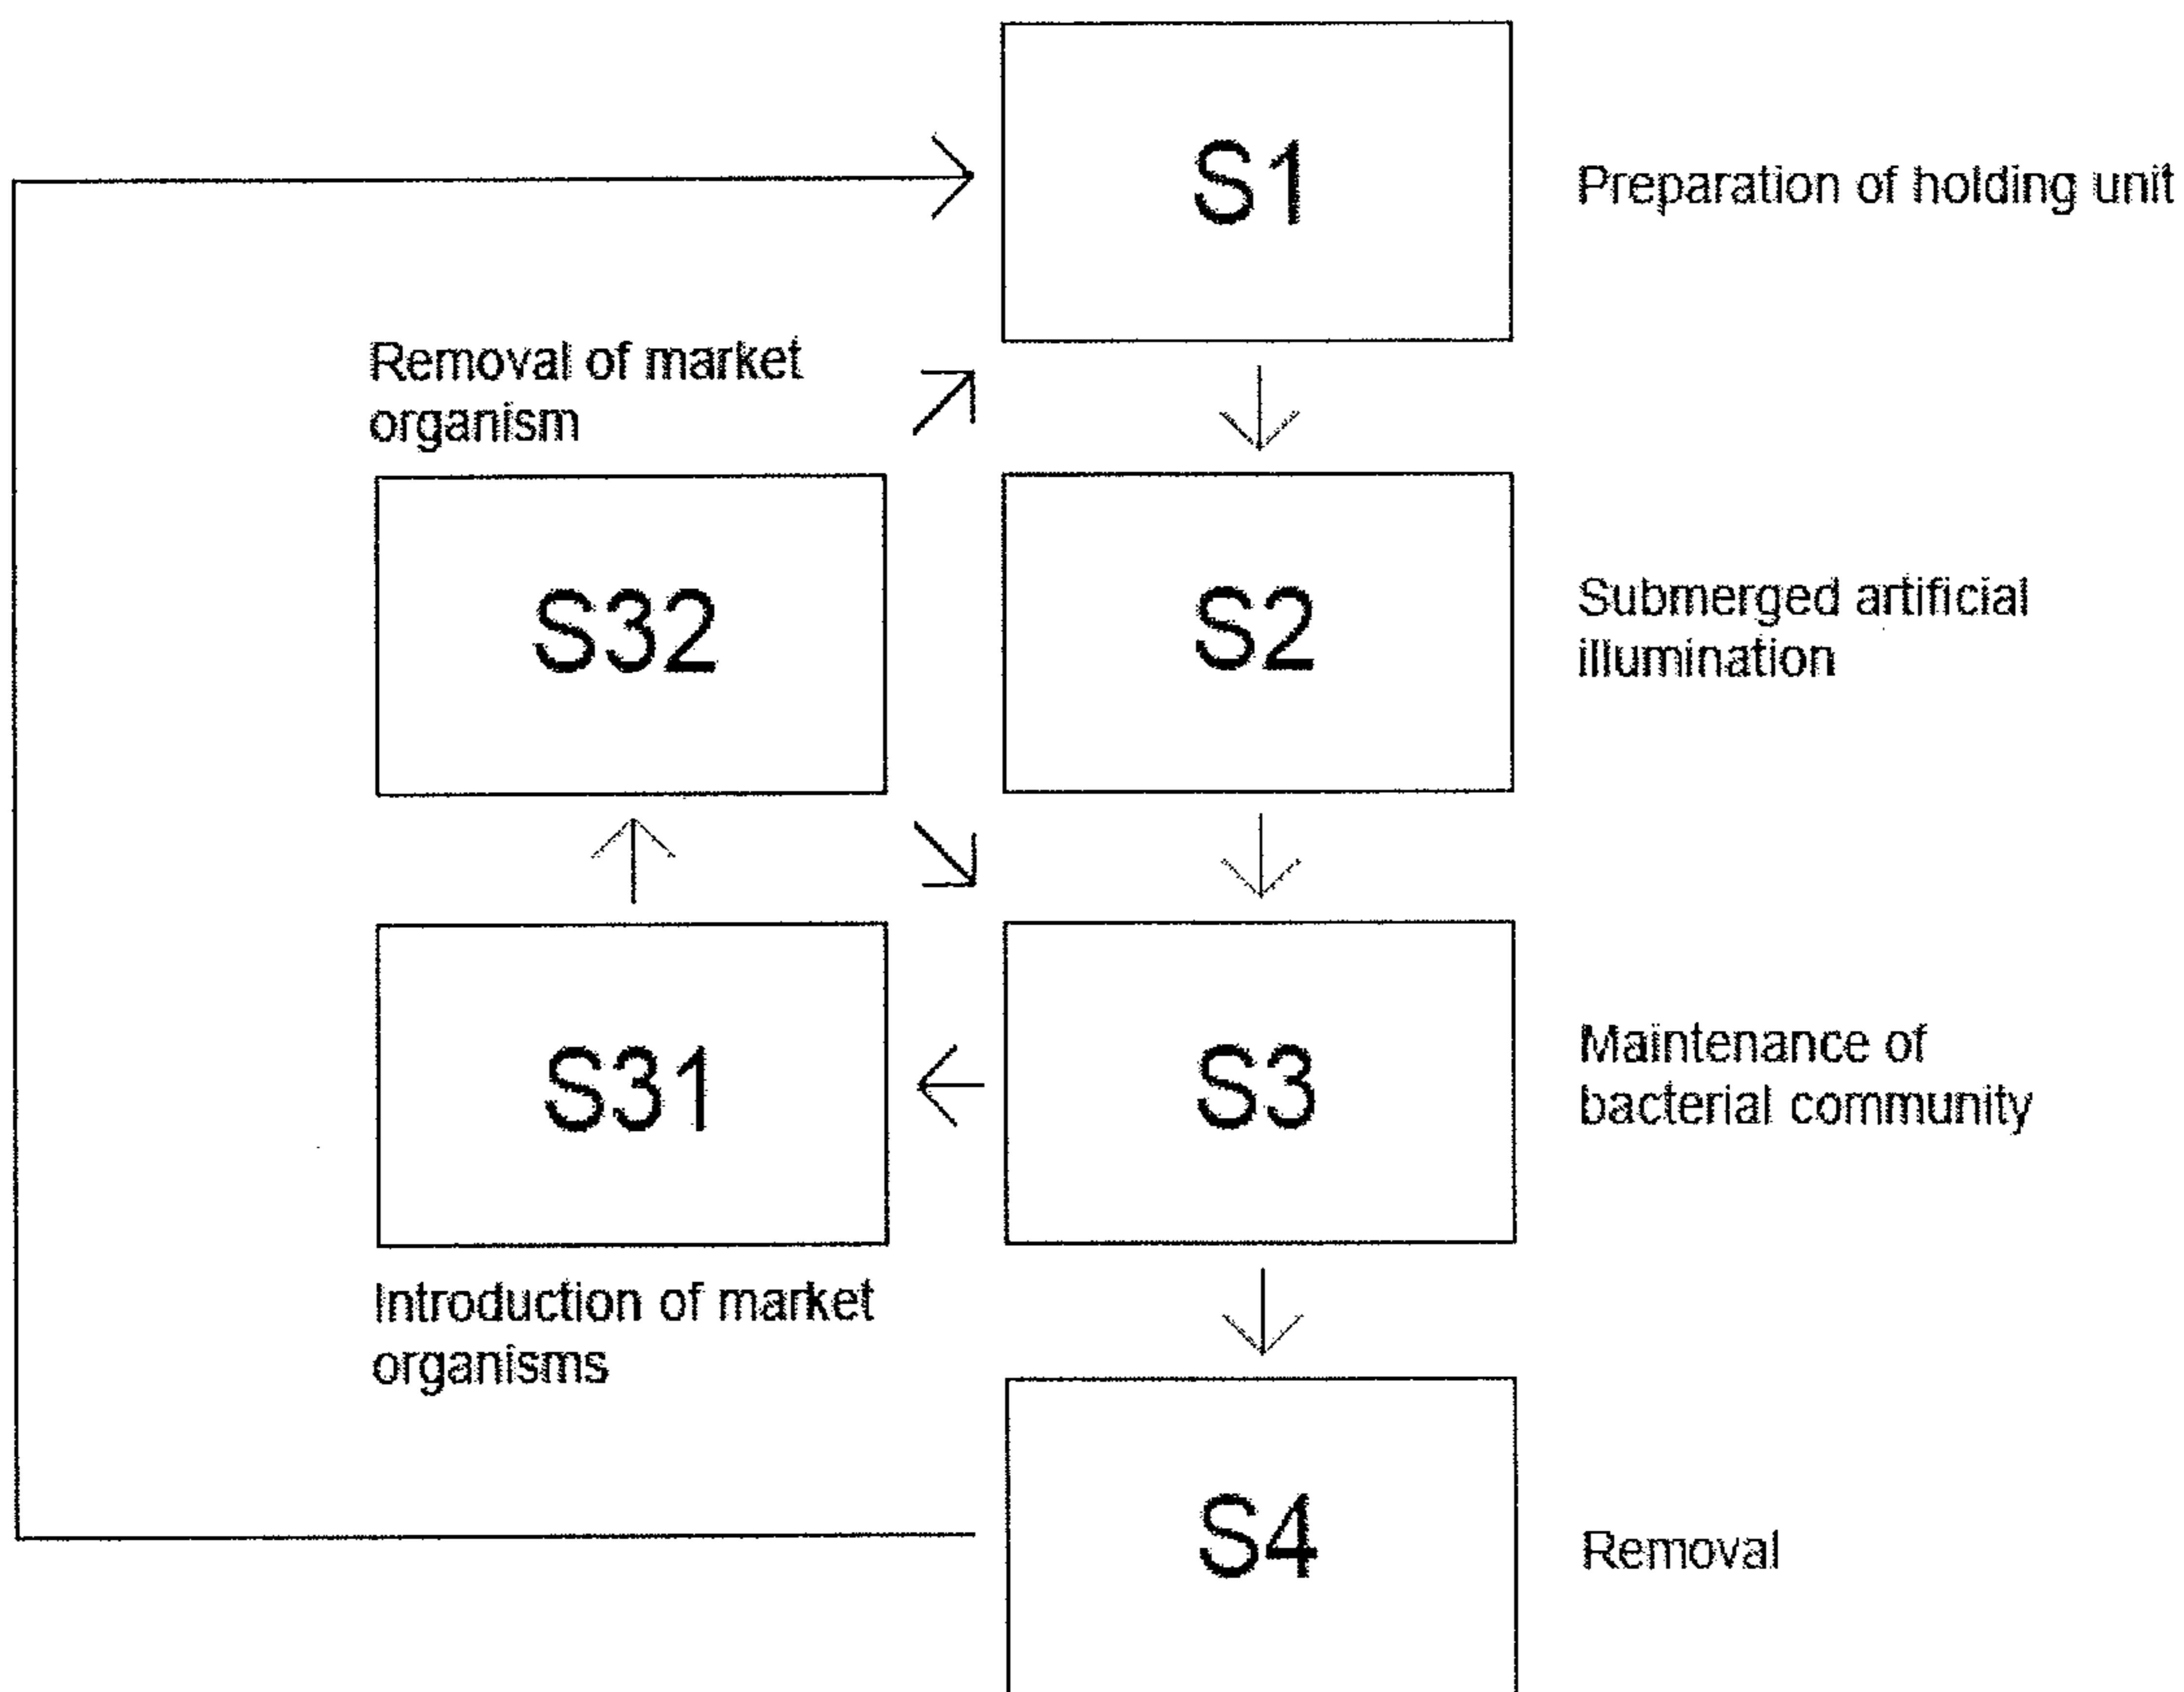 S1
Preparation of holding unit
Removal of market
organism
S32
S2
Submerged artificial
illumination
S31
S3
Maintenance of
bacterial community
Introduction of market
organisms
S4
Removal